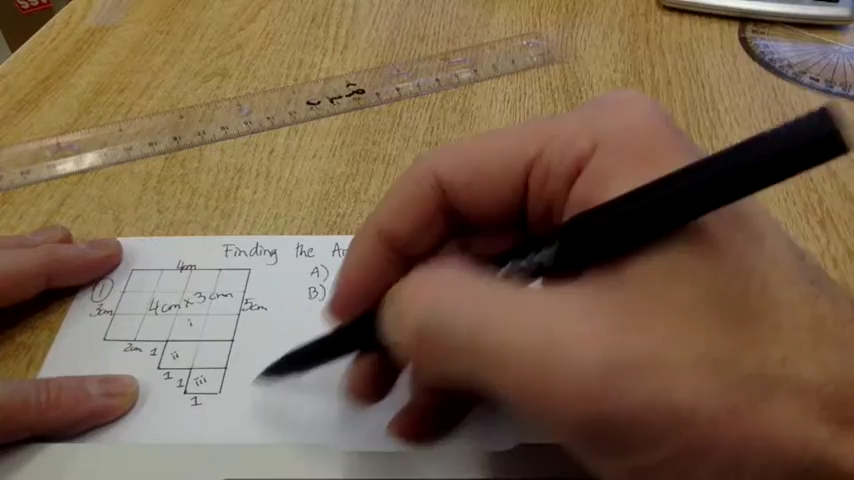 Finding the
4cm
A)
1
4cm x 3cm
B)
3cm
5cm
i
2cm 1 ii
1 1 iii
1